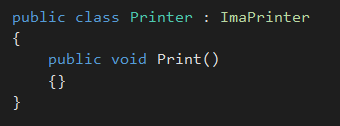 public class Printer : ImaPrinter
{
    public void Print()
    {}
}